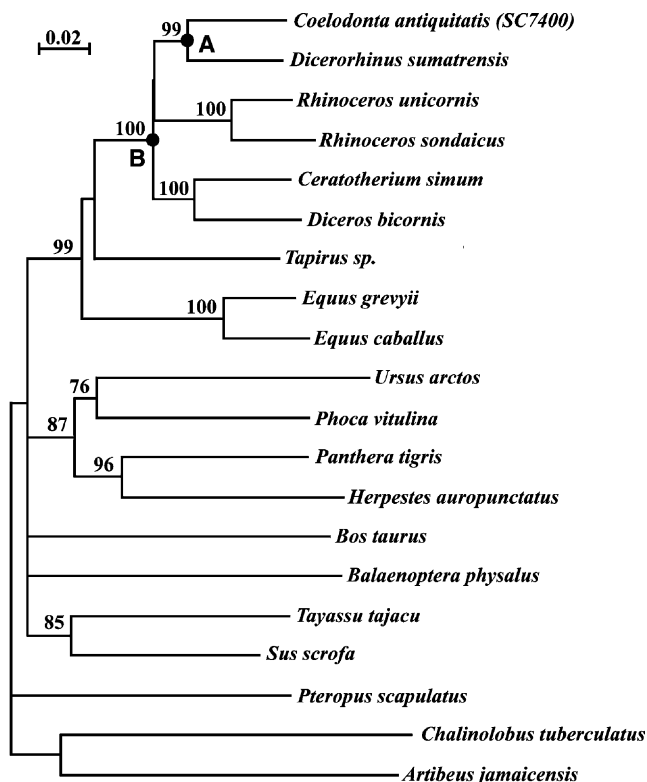 99
Coelodonta antiquitatis (SC7400)
0.02
A
Dicerorhinus sumatrensis
100
Rhinoceros unicornis
100
B
Rhinoceros sondaicus
100
Ceratotherium simum
Diceros bicornis
99
Tapirus sp.
100
Equus grevyii
Equus caballus
76
Ursus arctos
87
Phoca vitulina
96
Panthera tigris
Herpestes auropunctatus
Bos taurus
Balaenoptera physalus
85
Tayassu tajacu
Sus scrofa
Pteropus scapulatus
Chalinolobus tuberculatus
Artibeus jamaicensis